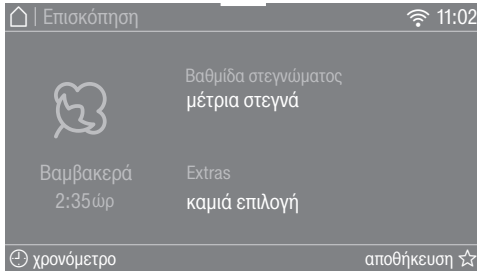 | Επισκόπηση 11:02
Βαθμίδα στεγνώματος
μέτρια στεγνά
Βαμβακερά
2:35ώρ
Extras
καμιά επιλογή
χρονόμετρο αποθήκευση